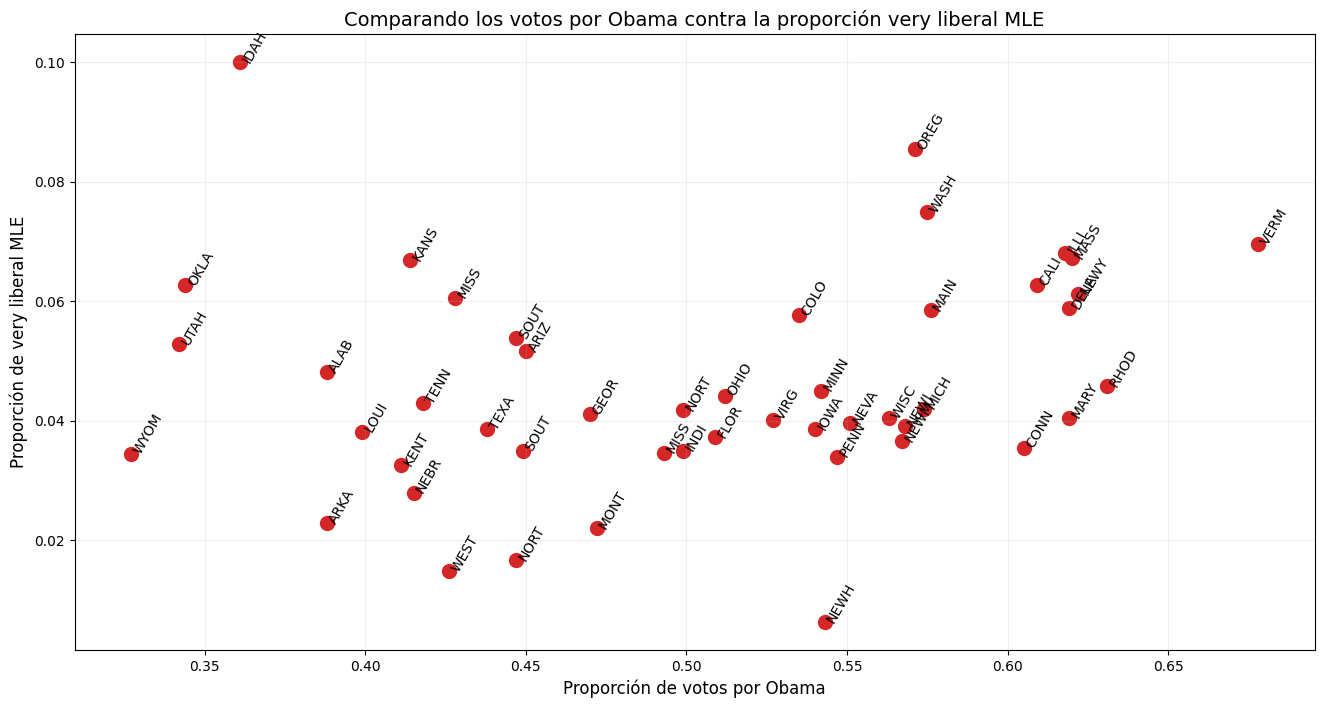 Comparando los votos por Obama contra la proporción very liberal MLE
Proporción de very liberal MLE
0.10
0.08
0.06
0.04
0.02
IDAH
OREG
WASH
VERM
ILLI
MASS
KANS
OKLA
CALI
NEWY
DELA
MISS
MAIN
COLO
SOUT
ARIZ
UTAH
ALAB
RHOD
MINN
OHIO
TENN
NORT
MICH
GEOR
VIRG
WISC
MARY
NEVA
NEWJ
IOWA
TEXA
LOUI
FLOR
NEWM
CONN
SOUT
INDI
MISS
WYOM
PENN
KENT
NEBR
ARKA
MONT
NORT
WEST
NEWH
0.35
0.40
0.45
0.50
0.55
0.60
0.65
Proporción de votos por Obama